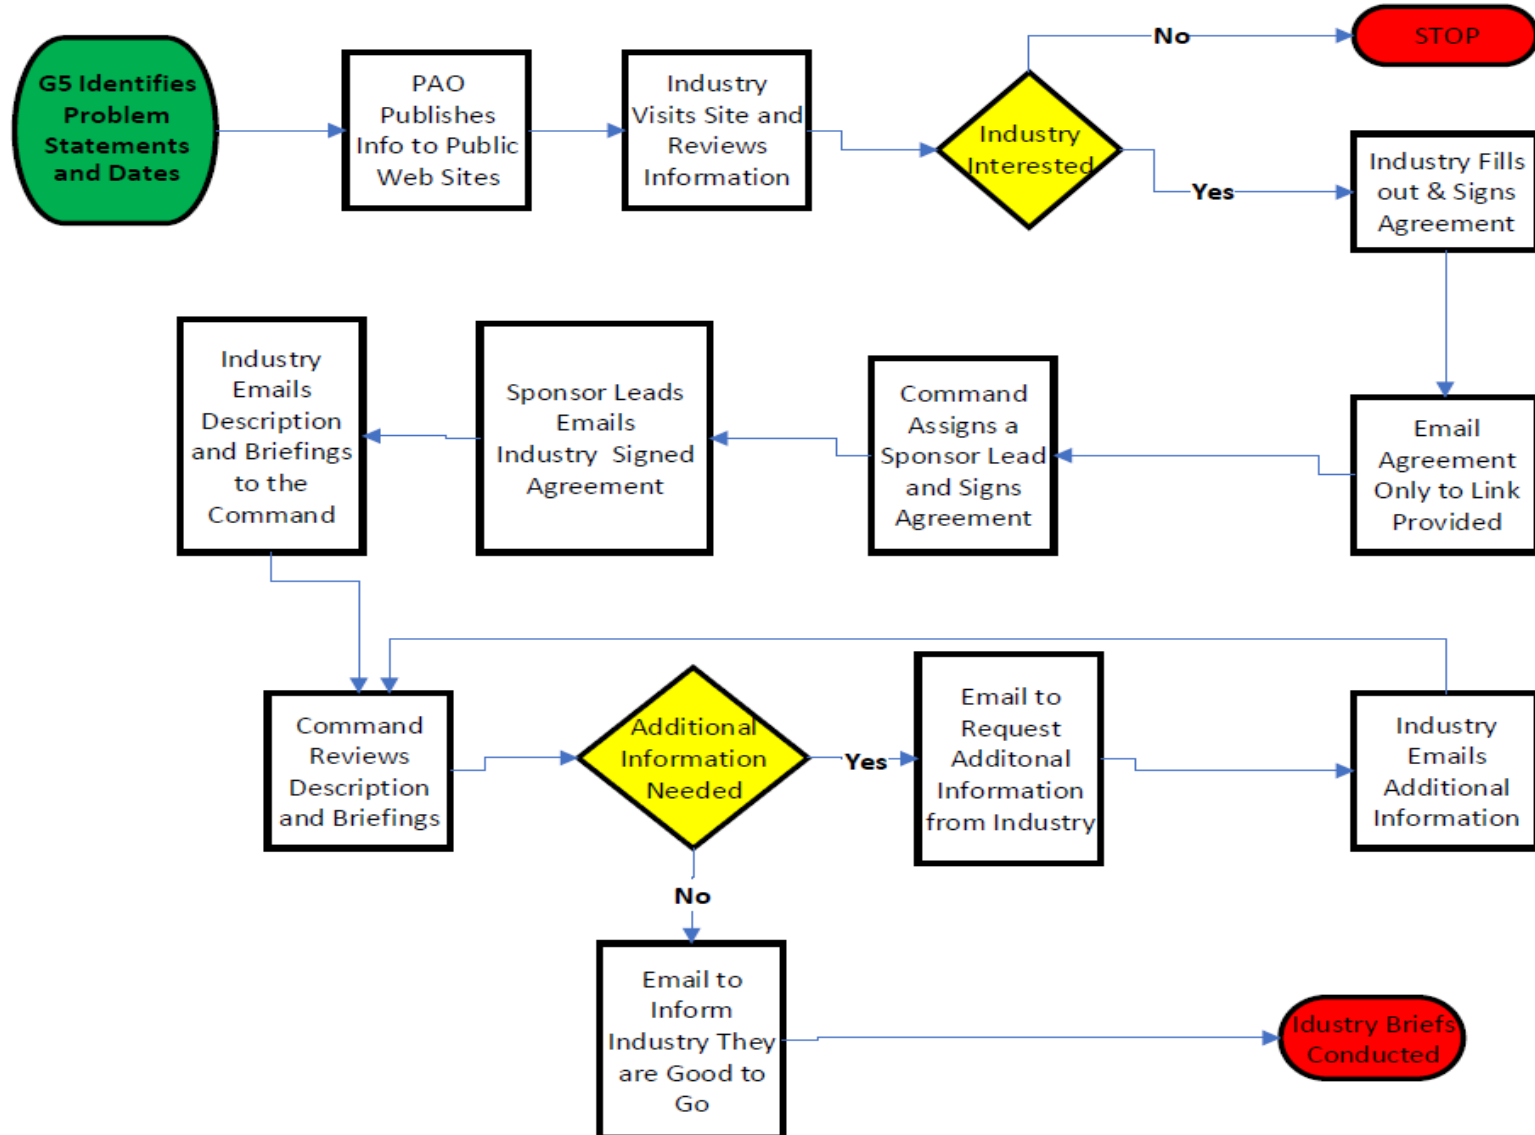 G5 Identifies
Problem
Statements
and Dates
PAO
Publishes
Info to Public
Web Sites
Industry
Visits Site and
Reviews
Information
Industry
Interested
No
STOP
Yes
Industry Fills
out & Signs
Agreement
Email
Agreement
Only to Link
Provided
Command
Assigns a
Sponsor Lead
and Signs
Agreement
Sponsor Leads
Emails
Industry Signed
Agreement
Industry
Emails
Description
and Briefings
to the
Command
Command
Reviews
Description
and Briefings
Additional
Information
Needed
Yes
Email to
Request
Additonal
Information
from Industry
Industry
Emails
Additional
Information
No
Email to
Inform
Industry They
are Good to
Go
Idustry Briefs
Conducted